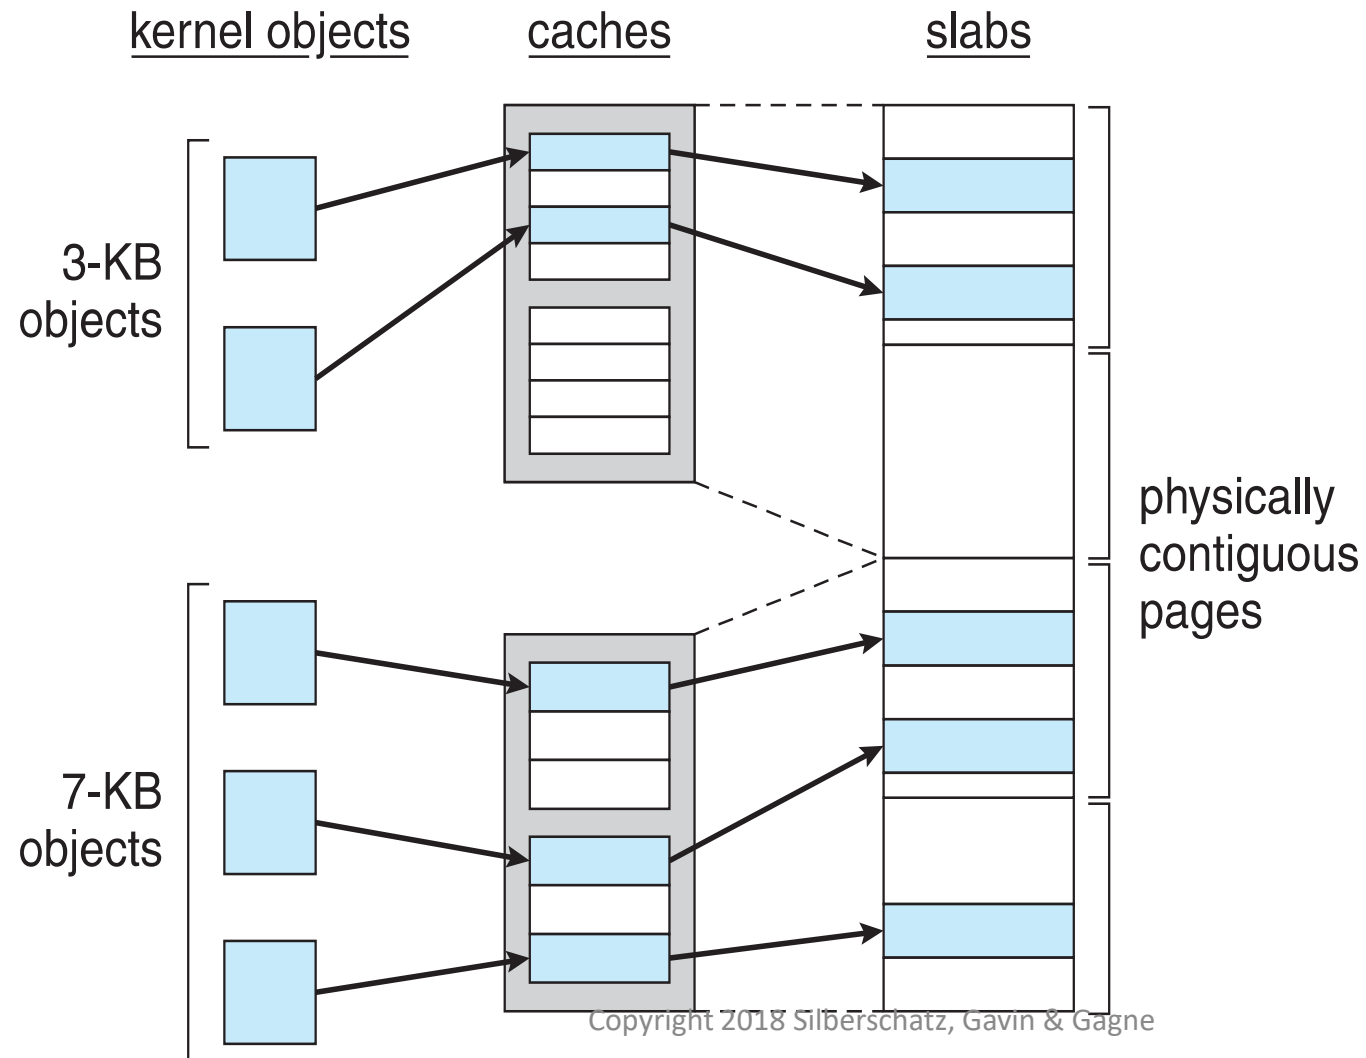 kernel objects
caches
slabs
3-KB
objects
physically
contiguous
pages
7-KB
objects
Copyright 2018 Silberschatz, Gavin & Gagne